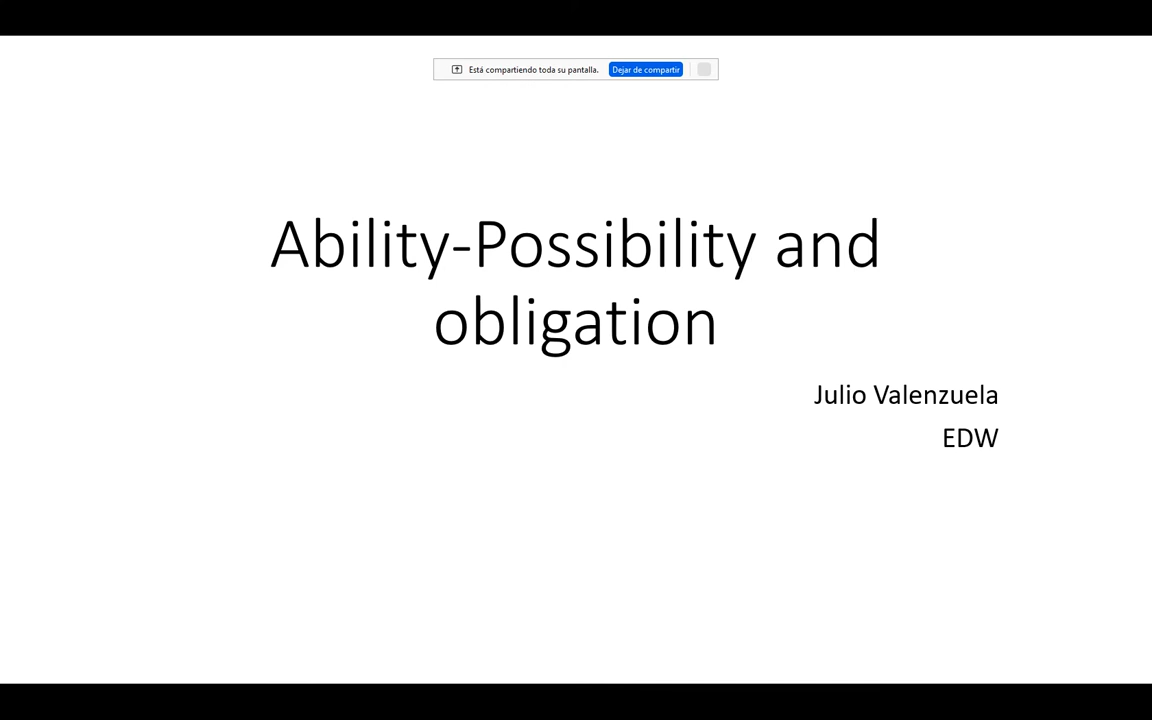 Está compartiendo toda su pantalla. Dejar de compartir
Ability-Possibility and
obligation
Julio Valenzuela
EDW